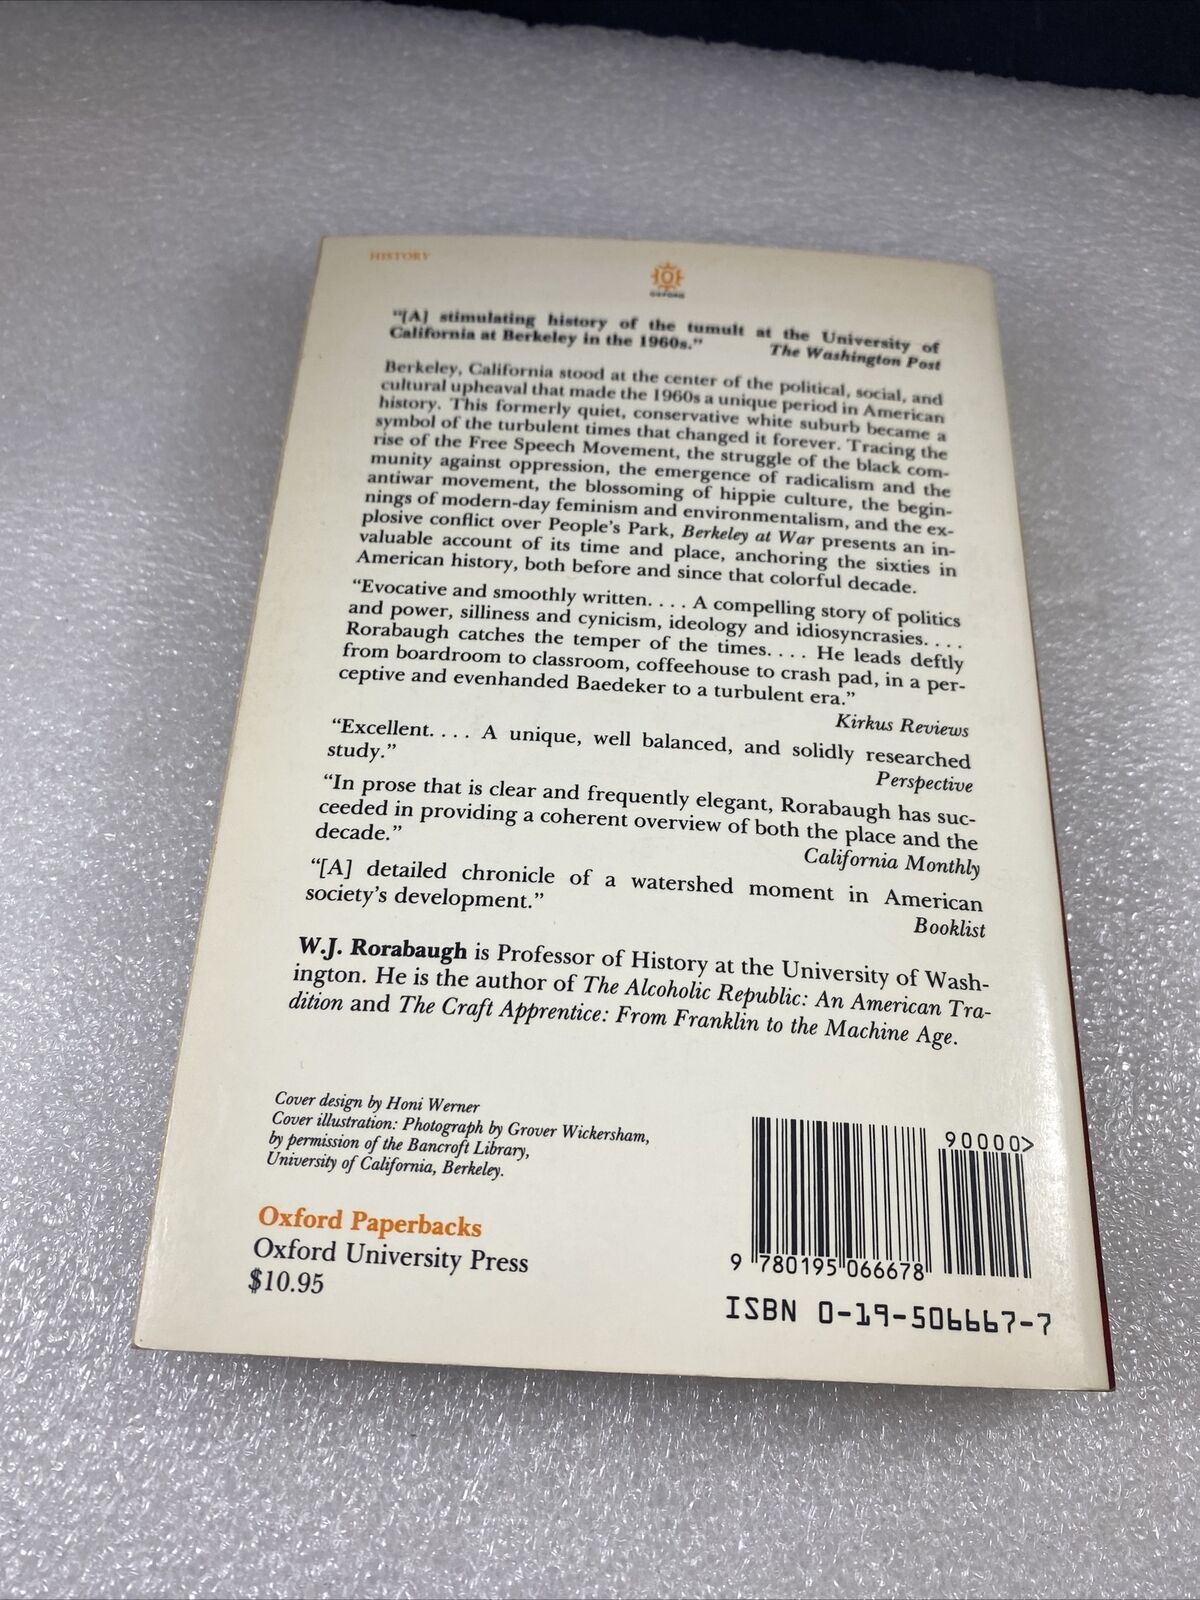 HISTORY
OXFORD
"[A] stimulating history of the tumult at the University of
California at Berkeley in the 1960s."
The Washington Post
Berkeley, California stood at the center of the political, social, and
cultural upheaval that made the 1960s a unique period in American
history. This formerly quiet, conservative white suburb became a
symbol of the turbulent times that changed it forever. Tracing the
rise of the Free Speech Movement, the struggle of the black com-
munity against oppression, the emergence of radicalism and the
antiwar movement, the blossoming of hippie culture, the begin-
nings of modern-day feminism and environmentalism, and the ex-
plosive conflict over People's Park, Berkeley at War presents an in-
valuable account of its time and place, anchoring the sixties in
American history, both before and since that colorful decade.
"Evocative and smoothly written. . . . A compelling story of politics
and power, silliness and cynicism, ideology and idiosyncrasies. . . .
Rorabaugh catches the temper of the times. . . . He leads deftly
from boardroom to classroom, coffeehouse to crash pad, in a per-
ceptive and evenhanded Baedeker to a turbulent era."
Kirkus Reviews
"Excellent. . . . A unique, well balanced, and solidly researched
study."
Perspective
"In prose that is clear and frequently elegant, Rorabaugh has suc-
ceeded in providing a coherent overview of both the place and the
decade."
California Monthly
"[A] detailed chronicle of a watershed moment in American
society's development."
Booklist
W.J. Rorabaugh is Professor of History at the University of Wash-
ington. He is the author of The Alcoholic Republic: An American Tra-
dition and The Craft Apprentice: From Franklin to the Machine Age.
Cover design by Honi Werner
Cover illustration: Photograph by Grover Wickersham,
by permission of the Bancroft Library,
University of California, Berkeley.
Oxford Paperbacks
Oxford University Press
$10.95
90000>
9 780195 066678
ISBN 0-19-506667-7